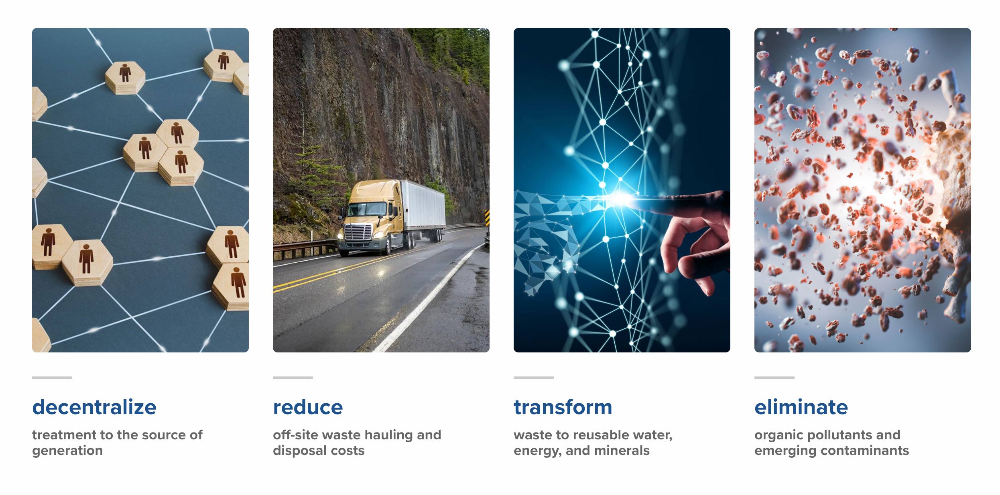 decentralize
treatment to the source of
generation
reduce
off-site waste hauling and
disposal costs
transform
waste to reusable water,
energy, and minerals
eliminate
organic pollutants and
emerging contaminants